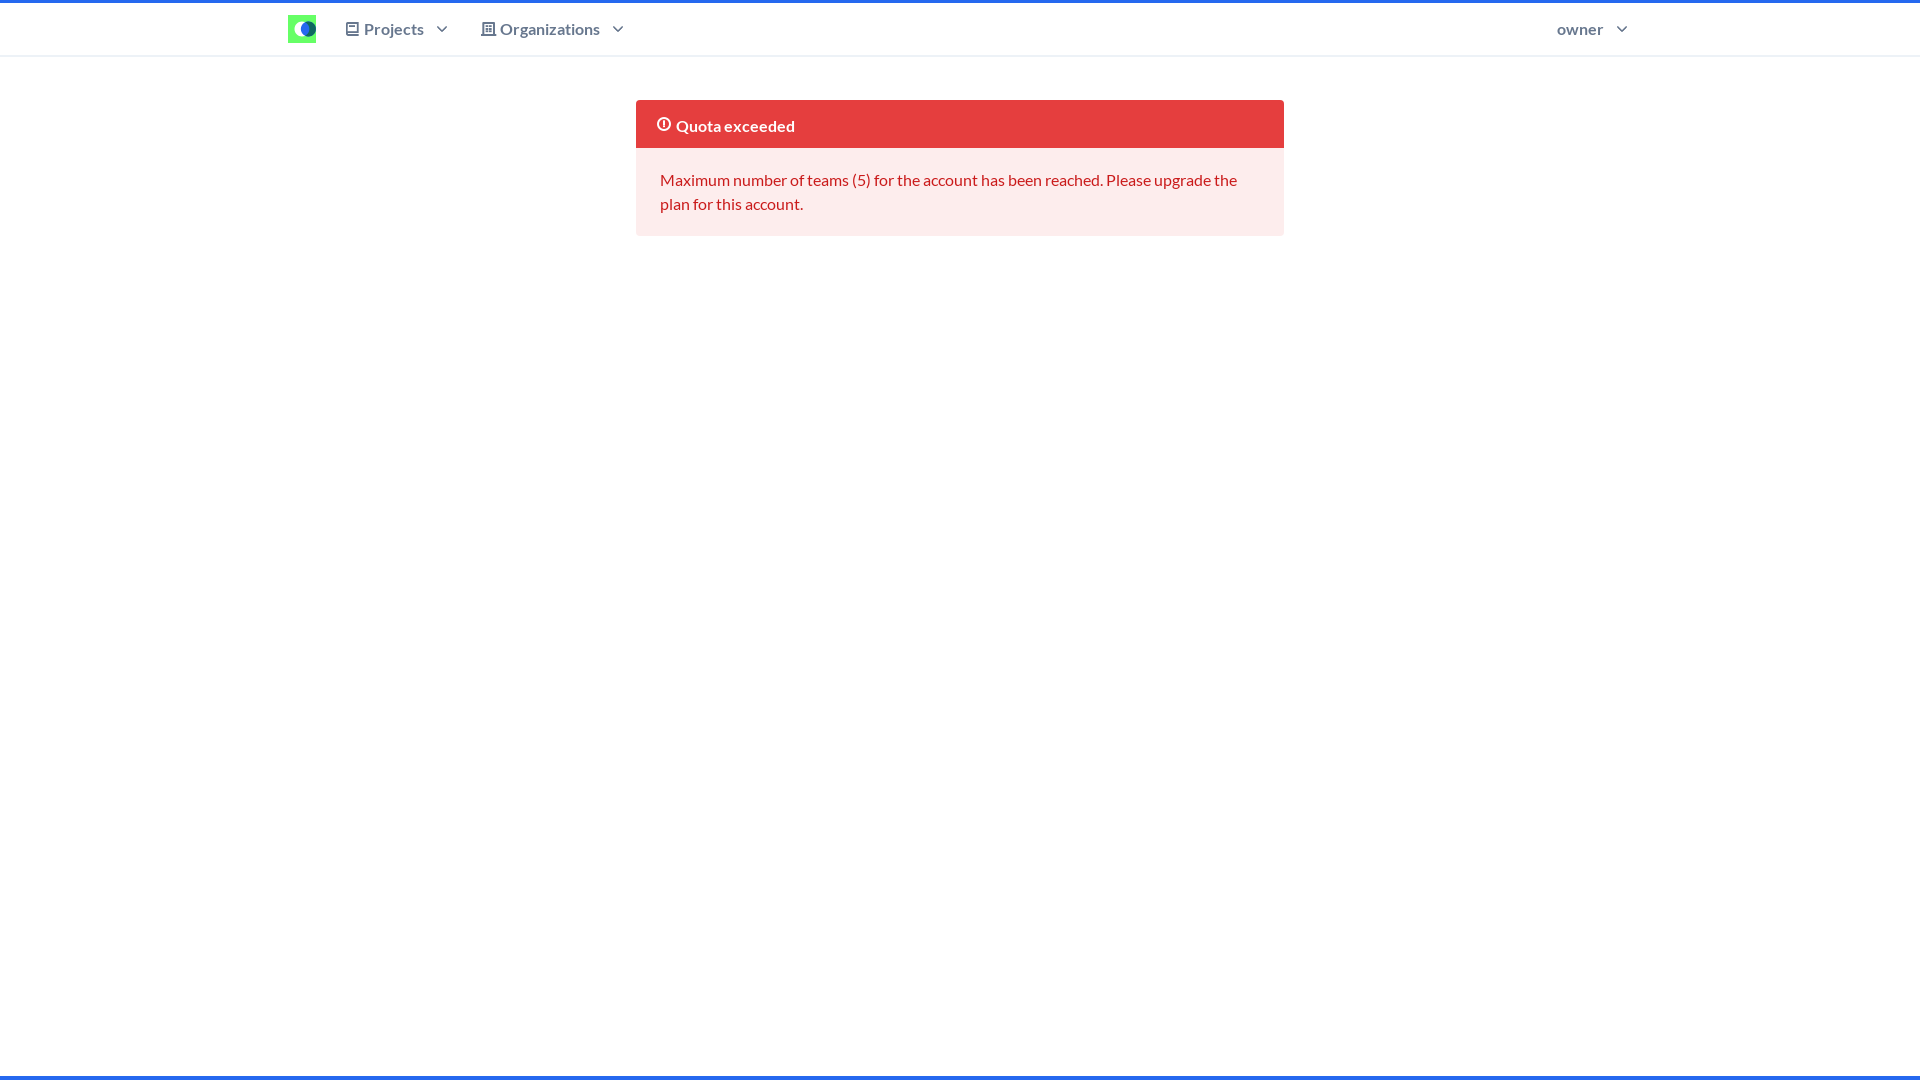 Projects
Organizations
owner
Quota exceeded
Maximum number of teams (5) for the account has been reached. Please upgrade the
plan for this account.